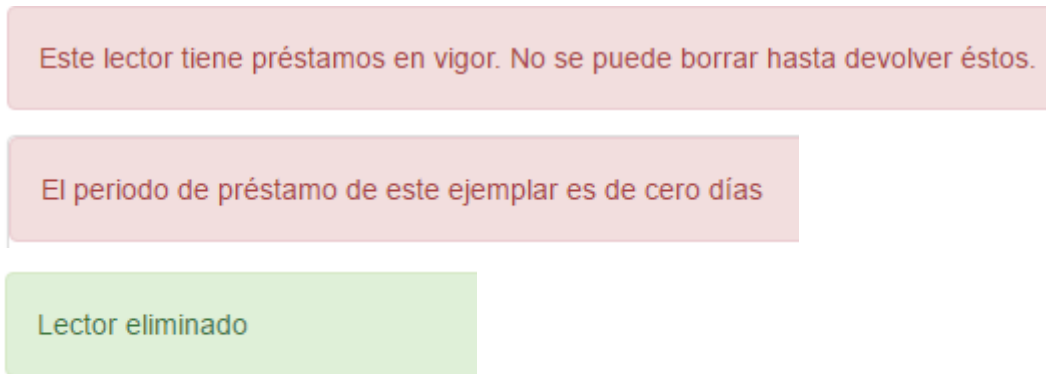 Este lector tiene préstamos en vigor. No se puede borrar hasta devolver éstos.
El periodo de préstamo de este ejemplar es de cero días
Lector eliminado